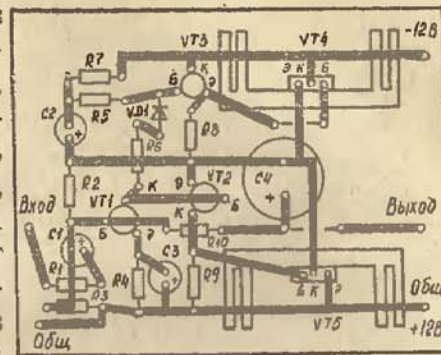 VT3 VT4 -12В
R7 К Э К Б
Б Э
R5 VD1
C2 R6 R8
Э
R2 К VT2 C4
Вход VT1 Б Выход
C1 Б Э К R10
R1 C3
R3 R4 R9 Б К Э
Общ VT5 Общ
+12В